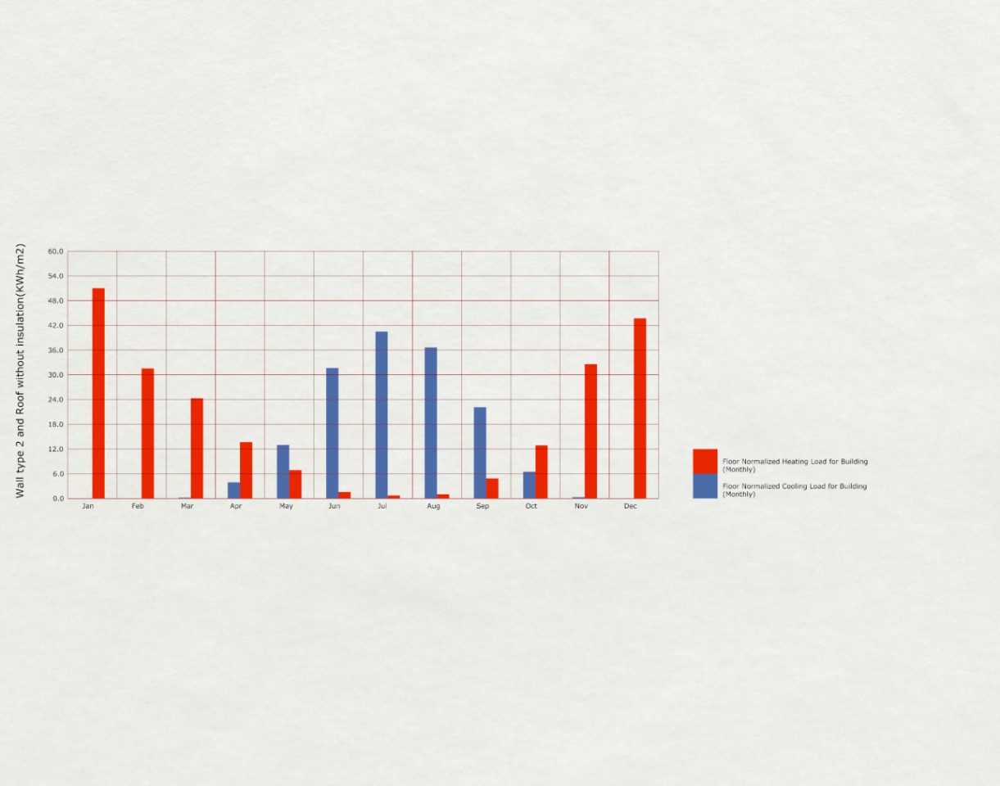 Wall type 2 and Roof without insulation(KWh/m2)
60.0
54.0
48.0
42.0
36.0
30.0
24.0
18.0
12.0
6.0
0.0
Jan Feb Mar Apr May Jun Jul Aug Sep Oct Nov Dec
Floor Normalized Heating Load for Building
(Monthly)
Floor Normalized Cooling Load for Building
(Monthly)